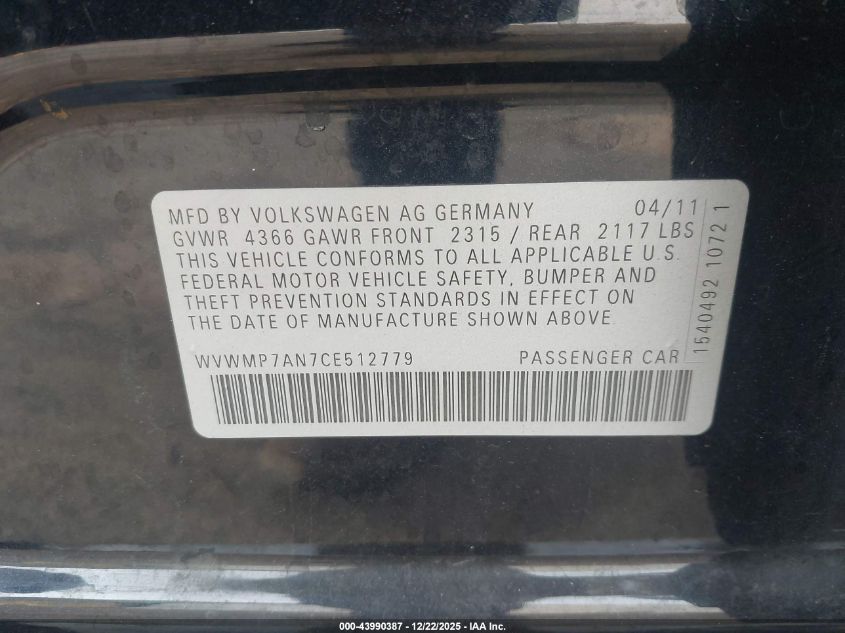 MFD BY VOLKSWAGEN AG GERMANY 04/11
GVWR 4366 GAWR FRONT 2315 / REAR 2117 LBS
THIS VEHICLE CONFORMS TO ALL APPLICABLE U.S.
FEDERAL MOTOR VEHICLE SAFETY, BUMPER AND
THEFT PREVENTION STANDARDS IN EFFECT ON
THE DATE OF MANUFACTURE SHOWN ABOVE
WVWMP7AN7CE512779 PASSENGER CAR
1540492 1072 1
000-43990387 - 12/22/2025 - IAA Inc.